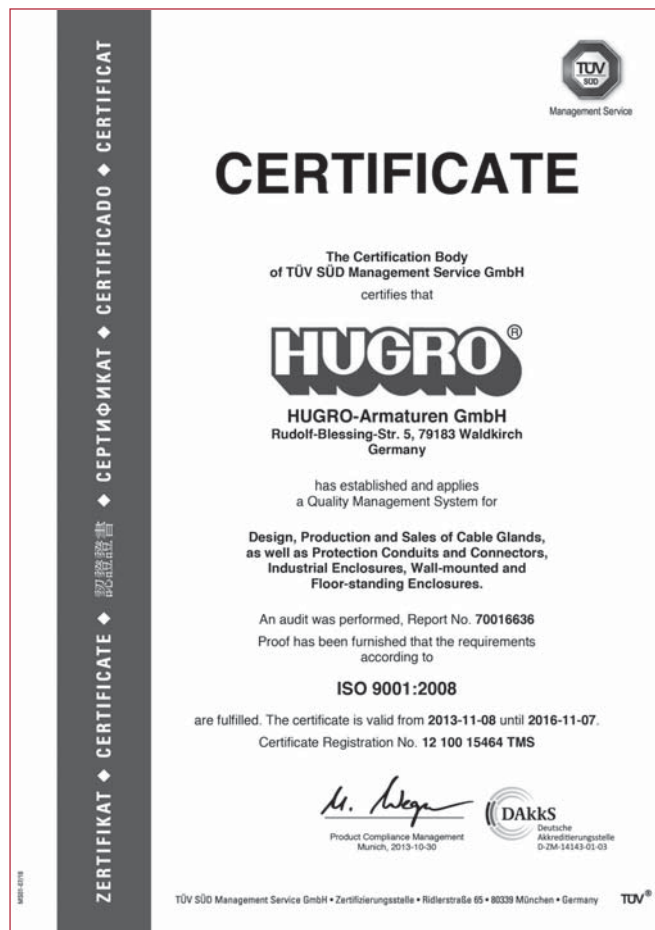 TÜV
SÜD
Management Service
CERTIFICATE
The Certification Body
of TÜV SÜD Management Service GmbH
certifies that
HUGRO®
HUGRO-Armaturen GmbH
Rudolf-Blessing-Str. 5, 79183 Waldkirch
Germany
has established and applies
a Quality Management System for
Design, Production and Sales of Cable Glands,
as well as Protection Conduits and Connectors,
Industrial Enclosures, Wall-mounted and
Floor-standing Enclosures.
An audit was performed, Report No. 70016636
Proof has been furnished that the requirements
according to
ISO 9001:2008
are fulfilled. The certificate is valid from 2013-11-08 until 2016-11-07.
Certificate Registration No. 12 100 15464 TMS
Product Compliance Management
Munich, 2013-10-30
DAkkS
Deutsche
Akkreditierungsstelle
D-ZM-14143-01-03
TÜV SÜD Management Service GmbH • Zertifizierungsstelle • Ridlerstraße 65 • 80339 München • Germany
TÜV®
ZERTIFIKAT ◆ CERTIFICATE ◆ 認證證書 ◆ СЕРТИФИКАТ ◆ CERTIFICADO ◆ CERTIFICAT